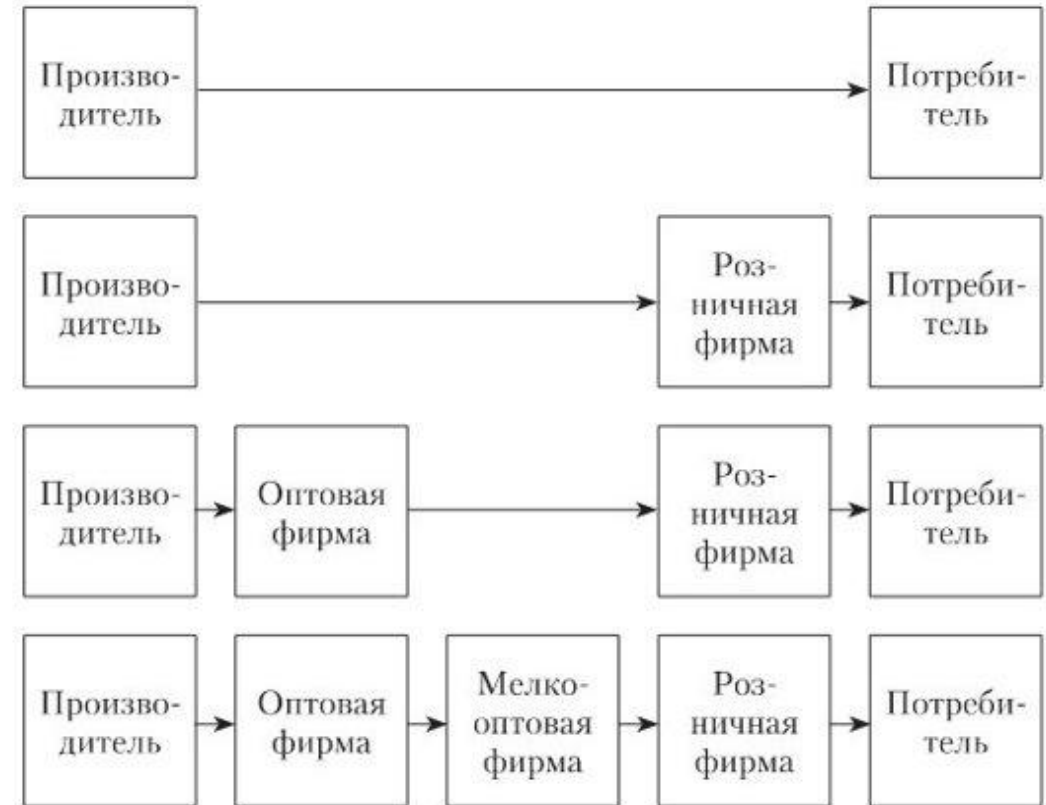 Произво-
дитель
Потреби-
тель
Произво-
дитель
Роз-
ничная
фирма
Потреби-
тель
Произво-
дитель
Оптовая
фирма
Роз-
ничная
фирма
Потреби-
тель
Произво-
дитель
Оптовая
фирма
Мелко-
оптовая
фирма
Роз-
ничная
фирма
Потреби-
тель